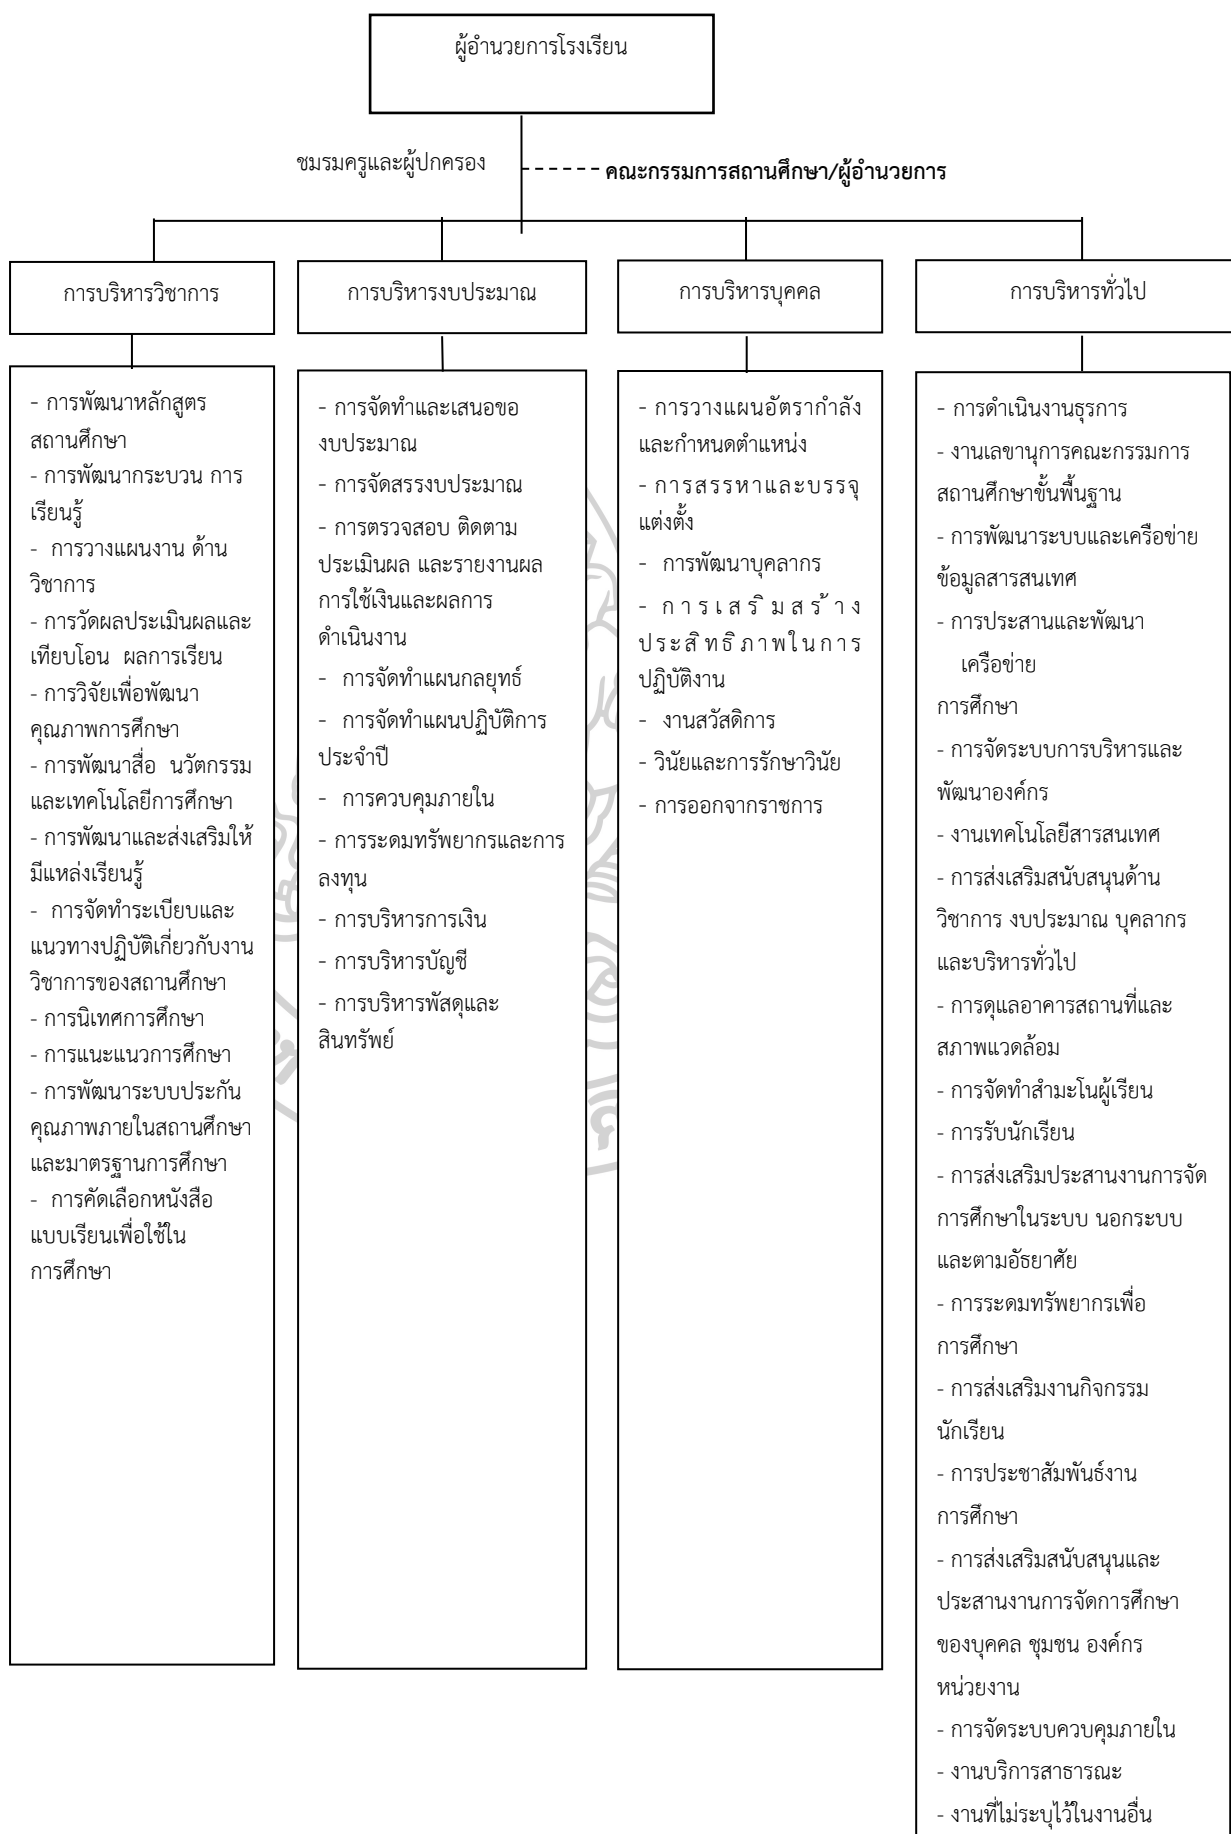 ผู้อำนวยการโรงเรียน
ชมรมครูและผู้ปกครอง
คณะกรรมการสถานศึกษา/ผู้อำนวยการ
การบริหารวิชาการ
การบริหารงบประมาณ
การบริหารบุคคล
การบริหารทั่วไป
- การพัฒนาหลักสูตร
สถานศึกษา
- การพัฒนากระบวน การ
เรียนรู้
- การวางแผนงาน ด้าน
วิชาการ
- การวัดผลประเมินผลและ
เทียบโอน ผลการเรียน
- การวิจัยเพื่อพัฒนา
คุณภาพการศึกษา
- การพัฒนาสื่อ นวัตกรรม
และเทคโนโลยีการศึกษา
- การพัฒนาและส่งเสริมให้
มีแหล่งเรียนรู้
- การจัดทำระเบียบและ
แนวทางปฏิบัติเกี่ยวกับงาน
วิชาการของสถานศึกษา
- การนิเทศการศึกษา
- การแนะแนวการศึกษา
- การพัฒนาระบบประกัน
คุณภาพภายในสถานศึกษา
และมาตรฐานการศึกษา
- การคัดเลือกหนังสือ
แบบเรียนเพื่อใช้ใน
การศึกษา
- การจัดทำและเสนอขอ
งบประมาณ
- การจัดสรรงบประมาณ
- การตรวจสอบ ติดตาม
ประเมินผล และรายงานผล
การใช้เงินและผลการ
ดำเนินงาน
- การจัดทำแผนกลยุทธ์
- การจัดทำแผนปฏิบัติการ
ประจำปี
- การควบคุมภายใน
- การระดมทรัพยากรและการ
ลงทุน
- การบริหารการเงิน
- การบริหารบัญชี
- การบริหารพัสดุและ
สินทรัพย์
- การวางแผนอัตรากำลัง
และกำหนดตำแหน่ง
- การสรรหาและบรรจุ
แต่งตั้ง
- การพัฒนาบุคลากร
- การเสริมสร้าง
ประสิทธิภาพในการ
ปฏิบัติงาน
- งานสวัสดิการ
- วินัยและการรักษาวินัย
- การออกจากราชการ
- การดำเนินงานธุรการ
- งานเลขานุการคณะกรรมการ
สถานศึกษาขั้นพื้นฐาน
- การพัฒนาระบบและเครือข่าย
ข้อมูลสารสนเทศ
- การประสานและพัฒนา
เครือข่าย
การศึกษา
- การจัดระบบการบริหารและ
พัฒนาองค์กร
- งานเทคโนโลยีสารสนเทศ
- การส่งเสริมสนับสนุนด้าน
วิชาการ งบประมาณ บุคลากร
และบริหารทั่วไป
- การดูแลอาคารสถานที่และ
สภาพแวดล้อม
- การจัดทำสำมะโนผู้เรียน
- การรับนักเรียน
- การส่งเสริมประสานงานการจัด
การศึกษาในระบบ นอกระบบ
และตามอัธยาศัย
- การระดมทรัพยากรเพื่อ
การศึกษา
- การส่งเสริมงานกิจกรรม
นักเรียน
- การประชาสัมพันธ์งาน
การศึกษา
- การส่งเสริมสนับสนุนและ
ประสานงานการจัดการศึกษา
ของบุคคล ชุมชน องค์กร
หน่วยงาน
- การจัดระบบควบคุมภายใน
- งานบริการสาธารณะ
- งานที่ไม่ระบุไว้ในงานอื่น